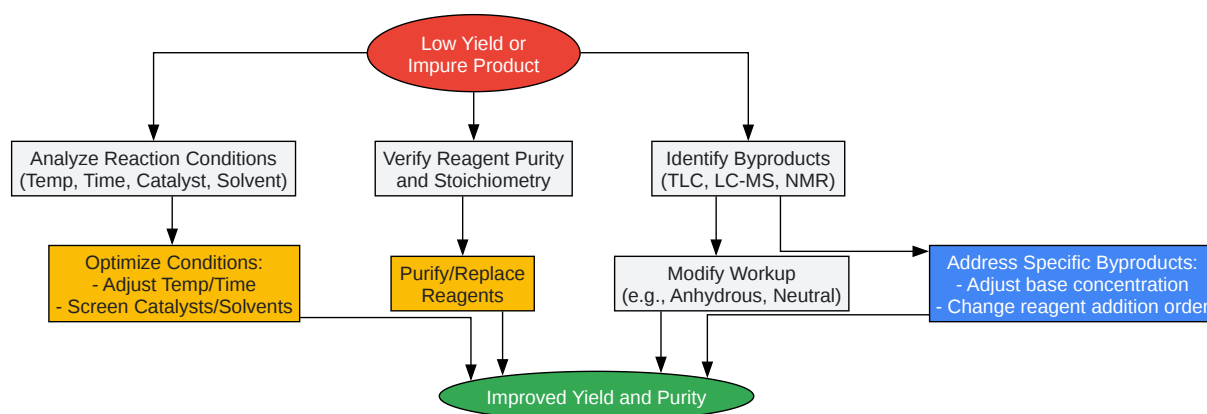 Low Yield or
Impure Product
Analyze Reaction Conditions
(Temp, Time, Catalyst, Solvent)
Verify Reagent Purity
and Stoichiometry
Identify Byproducts
(TLC, LC-MS, NMR)
Optimize Conditions:
- Adjust Temp/Time
- Screen Catalysts/Solvents
Purify/Replace
Reagents
Modify Workup
(e.g., Anhydrous, Neutral)
Address Specific Byproducts:
- Adjust base concentration
- Change reagent addition order
Improved Yield and Purity